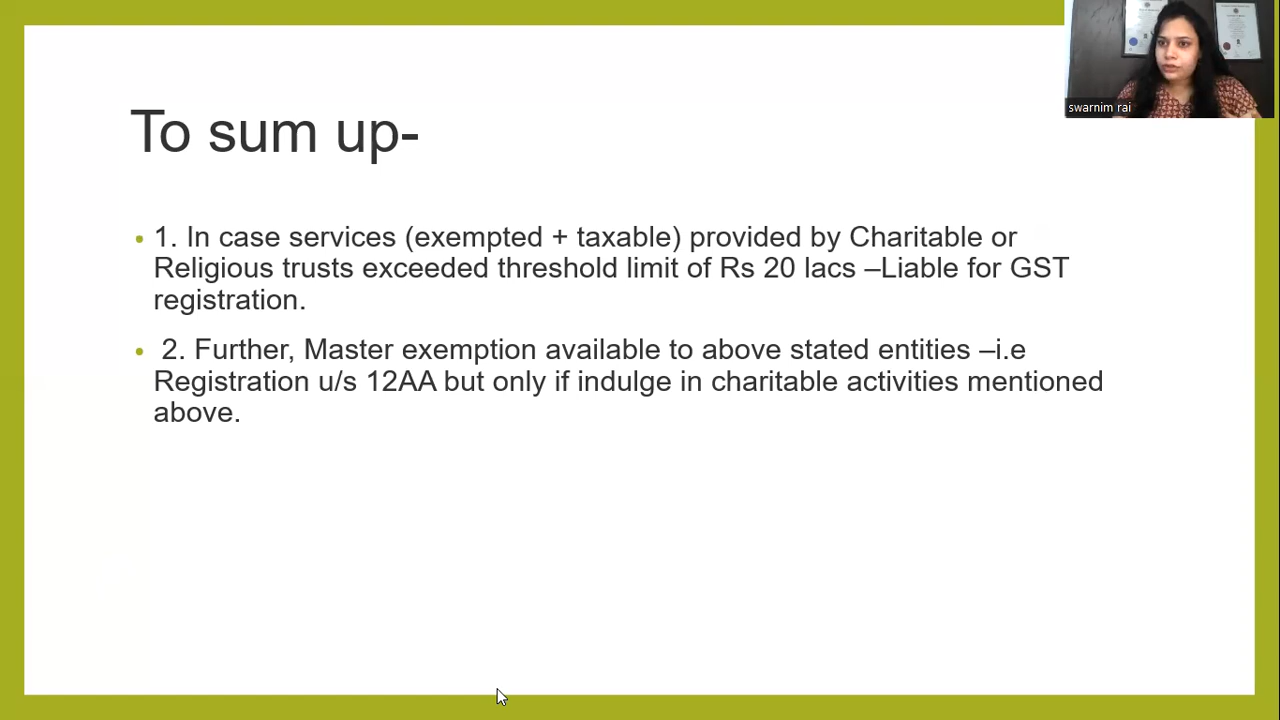 swarnim rai
To sum up-
• 1. In case services (exempted + taxable) provided by Charitable or
Religious trusts exceeded threshold limit of Rs 20 lacs –Liable for GST
registration.
• 2. Further, Master exemption available to above stated entities –i.e
Registration u/s 12AA but only if indulge in charitable activities mentioned
above.